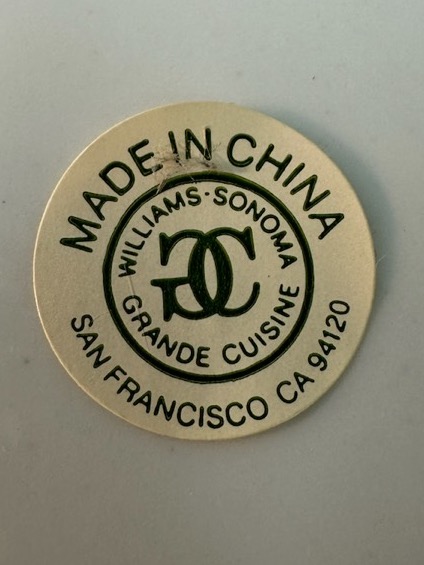 MADE IN CHINA
WILLIAMS-SONOMA
GC
GRANDE CUISINE
SAN FRANCISCO CA 94120